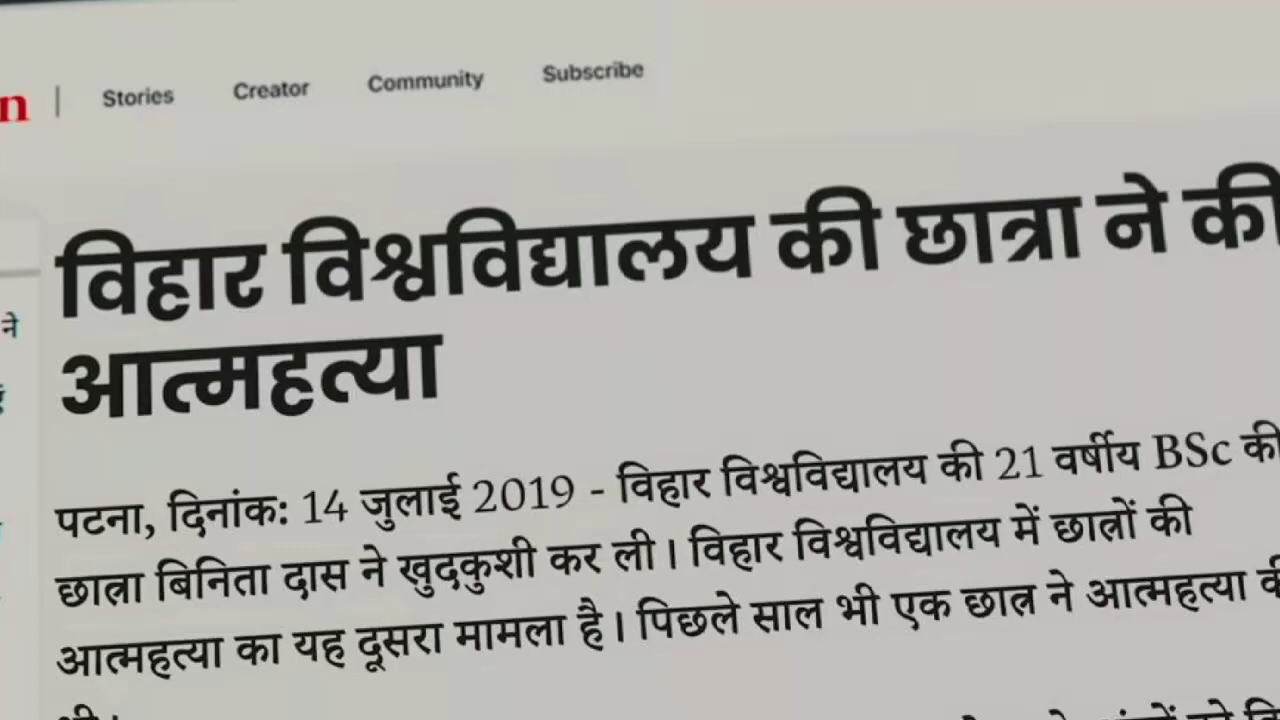 n | Stories Creator Community Subscribe
विहार विश्वविद्यालय की छात्रा ने की
आत्महत्या
ने
पटना, दिनांक: 14 जुलाई 2019 - विहार विश्वविद्यालय की 21 वर्षीय BSc की
छात्रा बिनिता दास ने खुदकुशी कर ली। विहार विश्वविद्यालय में छात्रों की
आत्महत्या का यह दूसरा मामला है। पिछले साल भी एक छात्र ने आत्महत्या की